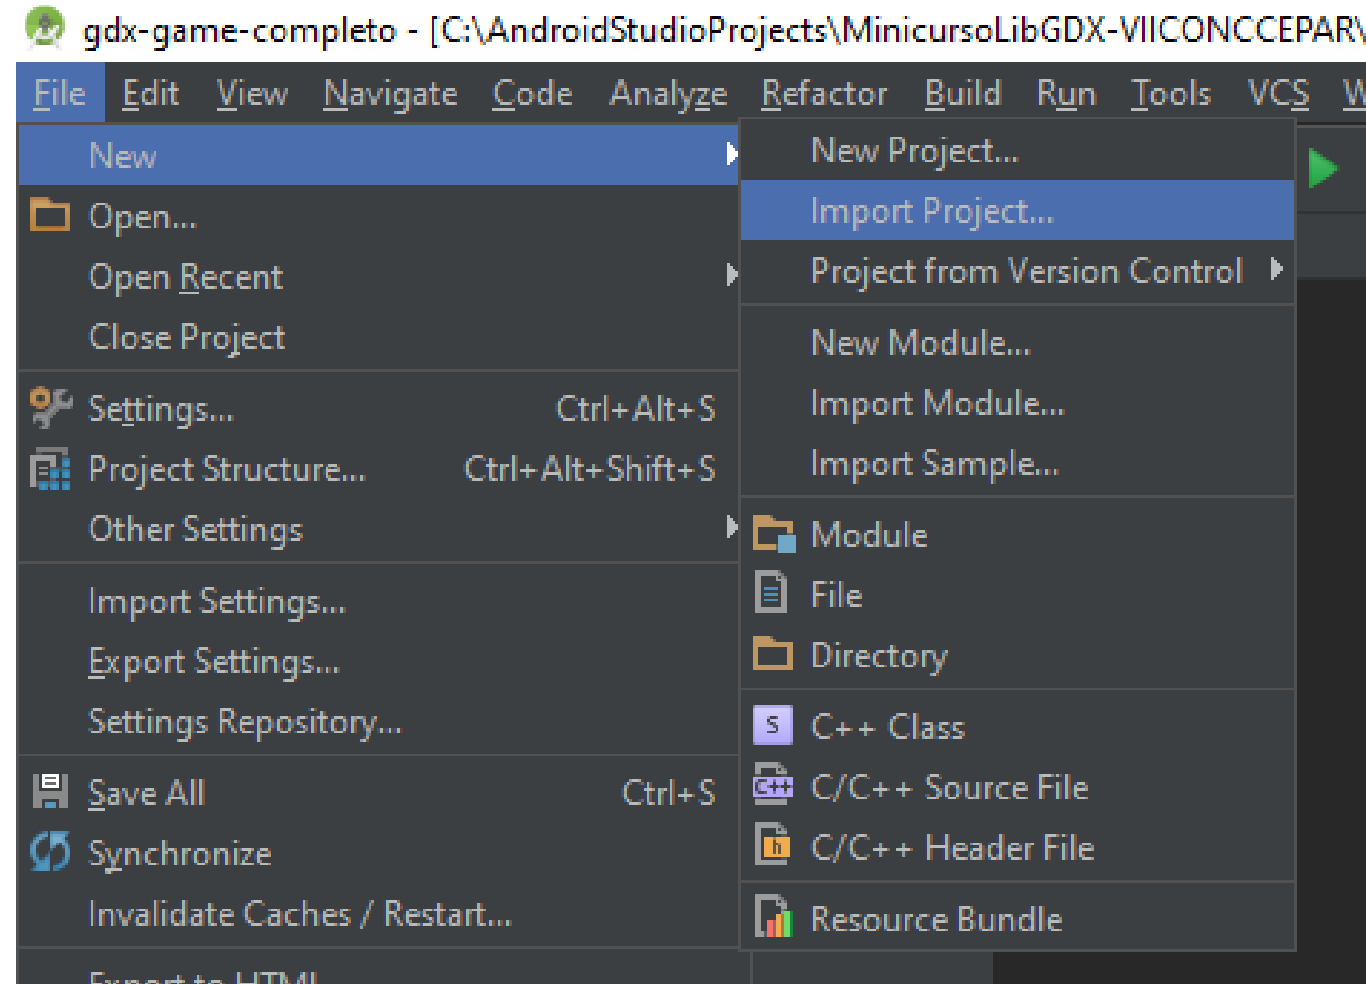 gdx-game-completo - [C:\AndroidStudioProjects\MinicursoLibGDX-VIICONCCEPAR\
File Edit View Navigate Code Analyze Refactor Build Run Tools VCS W
New
Open...
Open Recent
Close Project
Settings... Ctrl+Alt+S
Project Structure... Ctrl+Alt+Shift+S
Other Settings
Import Settings...
Export Settings...
Settings Repository...
Save All Ctrl+S
Synchronize
Invalidate Caches / Restart...
Export to HTML
New Project...
Import Project...
Project from Version Control
New Module...
Import Module...
Import Sample...
Module
File
Directory
S C++ Class
C++ C/C++ Source File
h C/C++ Header File
Resource Bundle